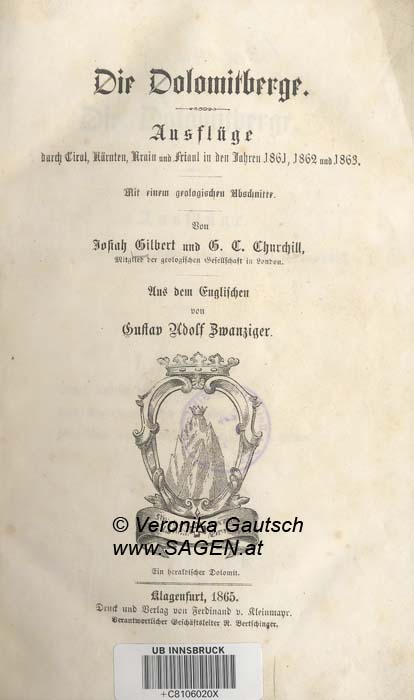 Die Dolomitberge.
Ausflüge
durch Tirol, Kärnten, Krain und Friaul in den Jahren 1861, 1862 und 1863.
Mit einem geologischen Abschnitte.
Von
Josiah Gilbert und G. C. Churchill,
Mitglied der geologischen Gesellschaft in London.
Aus dem Englischen
von
Gustav Adolf Zwanziger.
© Veronika Gautsch
www.SAGEN.at
Ein heraldischer Dolomit.
Klagenfurt, 1865.
Druck und Verlag von Ferdinand v. Kleinmayr.
Verantwortlicher Geschäftsleiter R. Bertschinger.
UB INNSBRUCK
+C8106020X